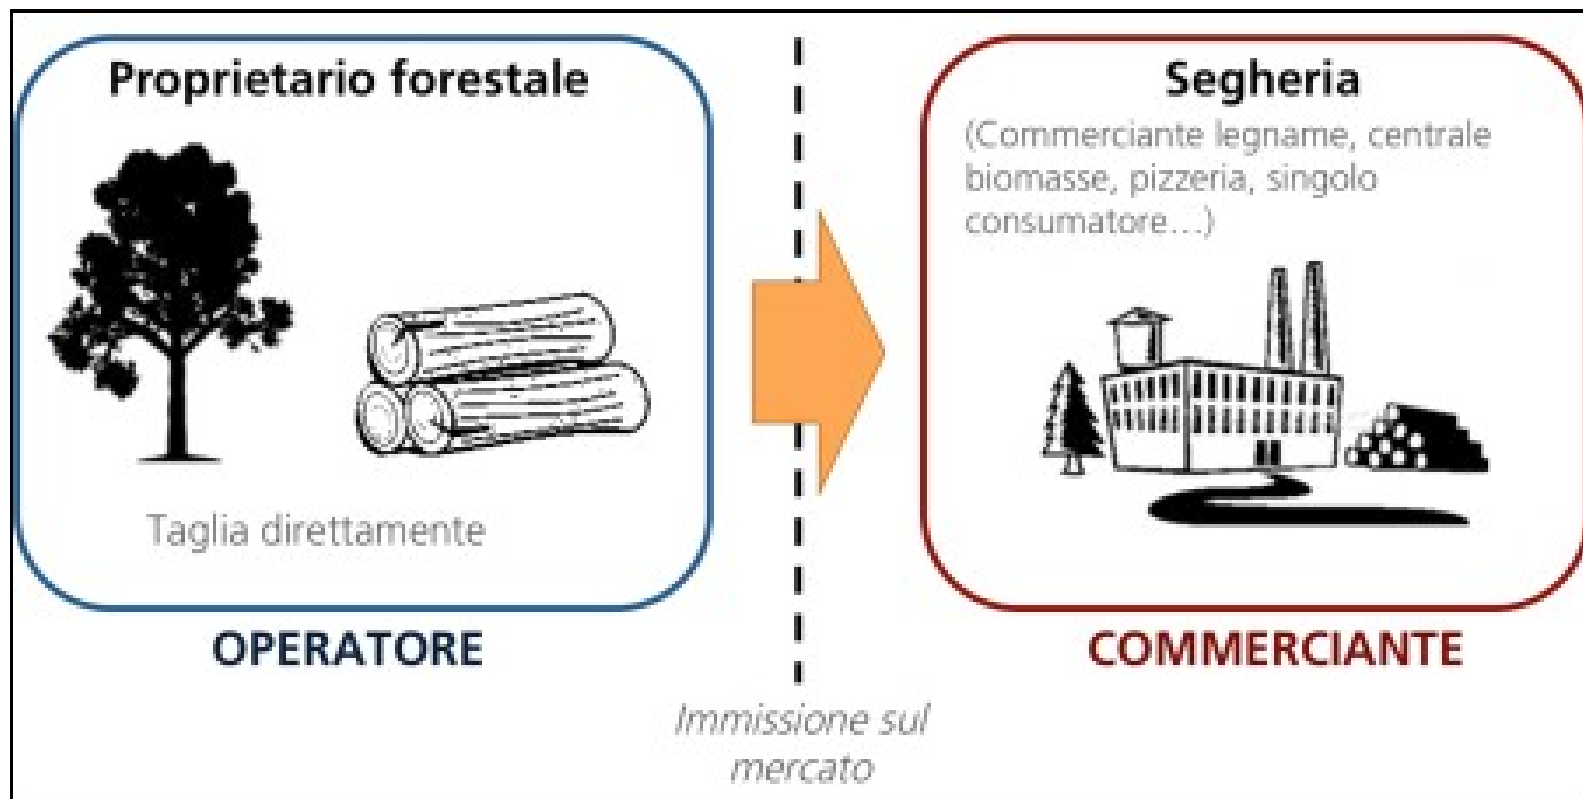 Proprietario forestale
Taglia direttamente
OPERATORE
Immissione sul
mercato
Segheria
(Commerciante legname, centrale
biomasse, pizzeria, singolo
consumatore...)
COMMERCIANTE